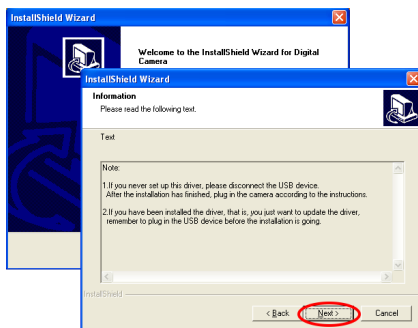 InstallShield Wizard
Welcome to the InstallShield Wizard for Digital
Camera
InstallShield Wizard
Information
Please read the following text.
Text
Note:
1.If you never set up this driver, please disconnect the USB device.
After the installation has finished, plug in the camera according to the instructions.
2.If you have been installed the driver, that is, you just want to update the driver,
remember to plug in the USB device before the installation is going.
InstallShield
< Back Next > Cancel